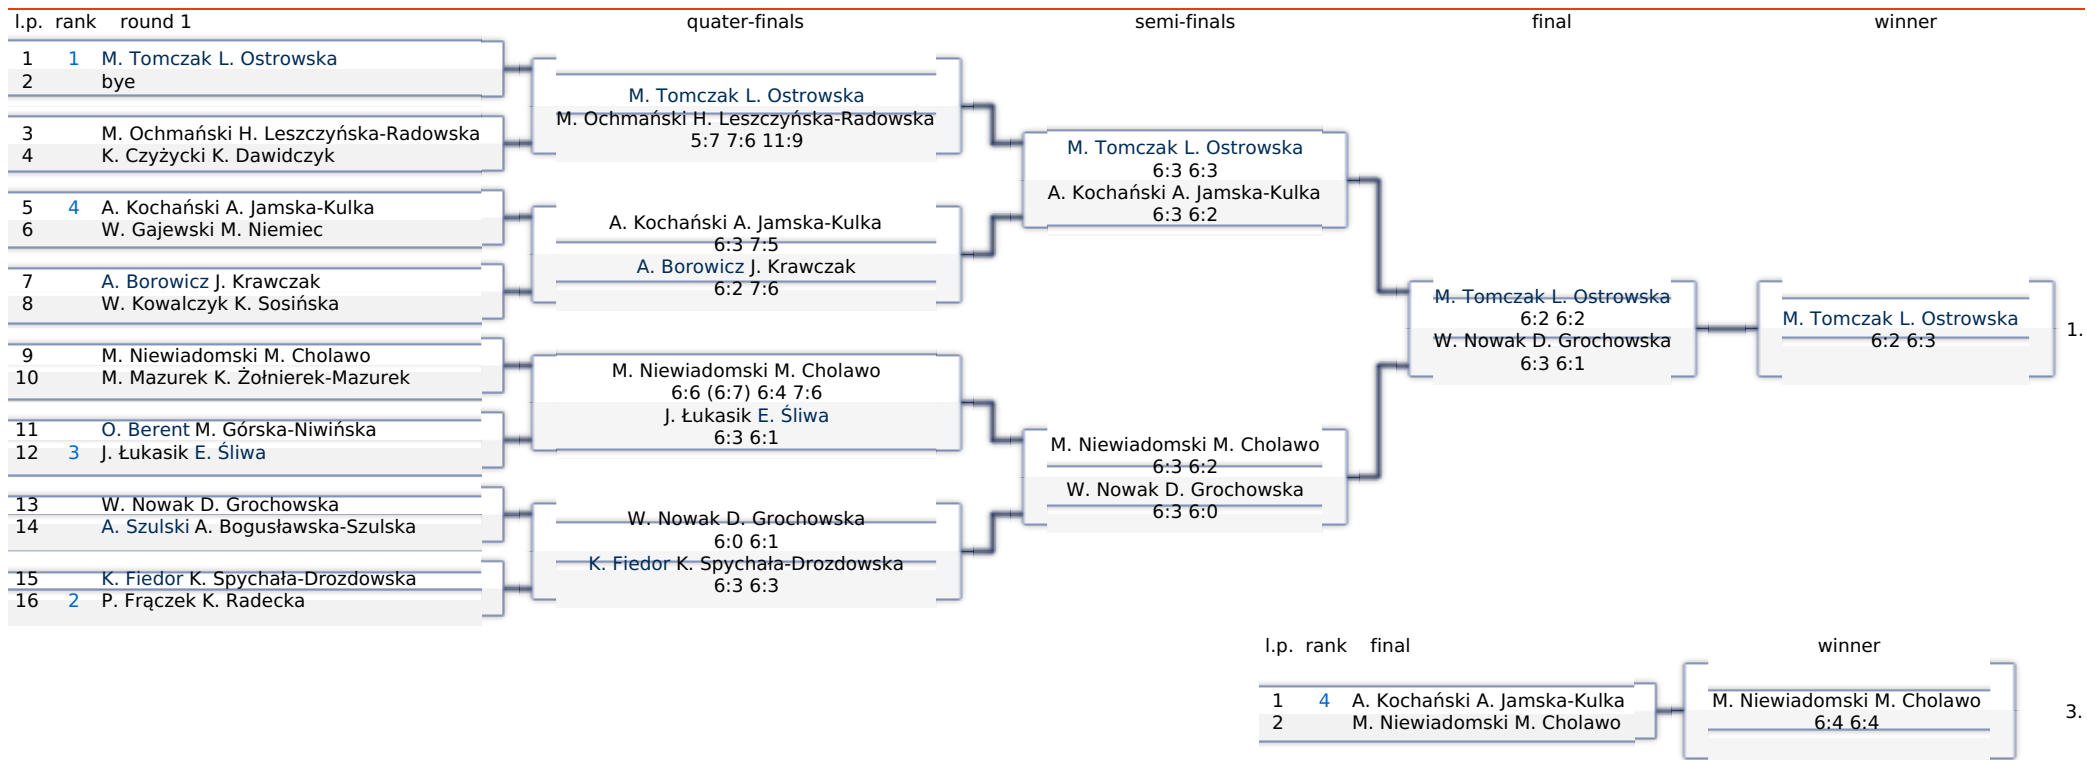 l.p. rank round 1 quater-finals semi-finals final winner
1 1 M. Tomczak L. Ostrowska
2 bye
3 M. Ochmański H. Leszczyńska-Radowska
4 K. Czyżycki K. Dawidczyk
5 4 A. Kochański A. Jamska-Kulka
6 W. Gajewski M. Niemiec
7 A. Borowicz J. Krawczak
8 W. Kowalczyk K. Sosińska
9 M. Niewiadomski M. Cholawo
10 M. Mazurek K. Żołnierek-Mazurek
11 O. Berent M. Górska-Niwińska
12 3 J. Łukasik E. Śliwa
13 W. Nowak D. Grochowska
14 A. Szulski A. Bogusławska-Szulska
15 K. Fiedor K. Spychała-Drozdowska
16 2 P. Frączek K. Radecka
M. Tomczak L. Ostrowska
M. Ochmański H. Leszczyńska-Radowska
5:7 7:6 11:9
A. Kochański A. Jamska-Kulka
6:3 7:5
A. Borowicz J. Krawczak
6:2 7:6
M. Niewiadomski M. Cholawo
6:6 (6:7) 6:4 7:6
J. Łukasik E. Śliwa
6:3 6:1
W. Nowak D. Grochowska
6:0 6:1
K. Fiedor K. Spychała-Drozdowska
6:3 6:3
M. Tomczak L. Ostrowska
6:3 6:3
A. Kochański A. Jamska-Kulka
6:3 6:2
M. Niewiadomski M. Cholawo
6:3 6:2
W. Nowak D. Grochowska
6:3 6:0
M. Tomczak L. Ostrowska
6:2 6:2
W. Nowak D. Grochowska
6:3 6:1
M. Tomczak L. Ostrowska
6:2 6:3
1.
l.p. rank final winner
1 4 A. Kochański A. Jamska-Kulka
2 M. Niewiadomski M. Cholawo
M. Niewiadomski M. Cholawo
6:4 6:4
3.